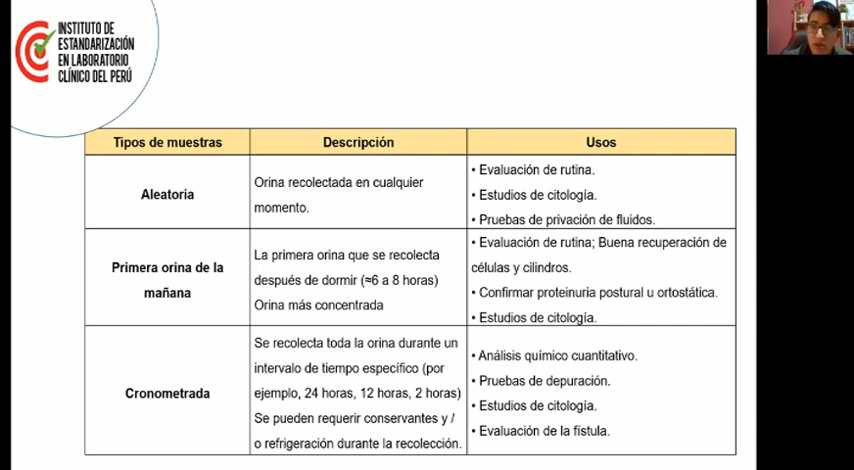 INSTITUTO DE
ESTANDARIZACIÓN
EN LABORATORIO
CLÍNICO DEL PERÚ
Tipos de muestras
Descripción
Usos
Aleatoria
Orina recolectada en cualquier
momento.
• Evaluación de rutina.
• Estudios de citología.
• Pruebas de privación de fluidos.
Primera orina de la
mañana
La primera orina que se recolecta
después de dormir (≈6 a 8 horas)
Orina más concentrada
• Evaluación de rutina; Buena recuperación de
células y cilindros.
• Confirmar proteinuria postural u ortostática.
• Estudios de citología.
Cronometrada
Se recolecta toda la orina durante un
intervalo de tiempo específico (por
ejemplo, 24 horas, 12 horas, 2 horas)
Se pueden requerir conservantes y /
o refrigeración durante la recolección.
• Análisis químico cuantitativo.
• Pruebas de depuración.
• Estudios de citología.
• Evaluación de la fístula.